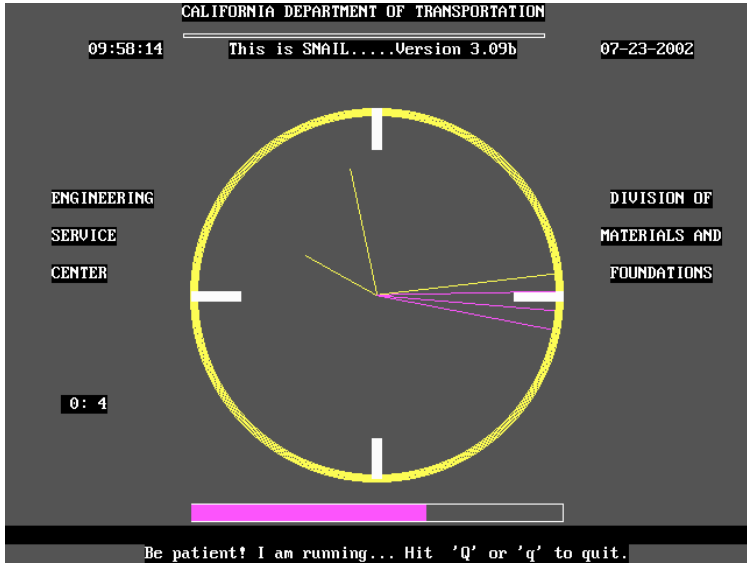 CALIFORNIA DEPARTMENT OF TRANSPORTATION
09:58:14 This is SNAIL.....Version 3.09b 07-23-2002
ENGINEERING DIVISION OF
SERVICE MATERIALS AND
CENTER FOUNDATIONS
0: 4
Be patient! I am running... Hit 'Q' or 'q' to quit.